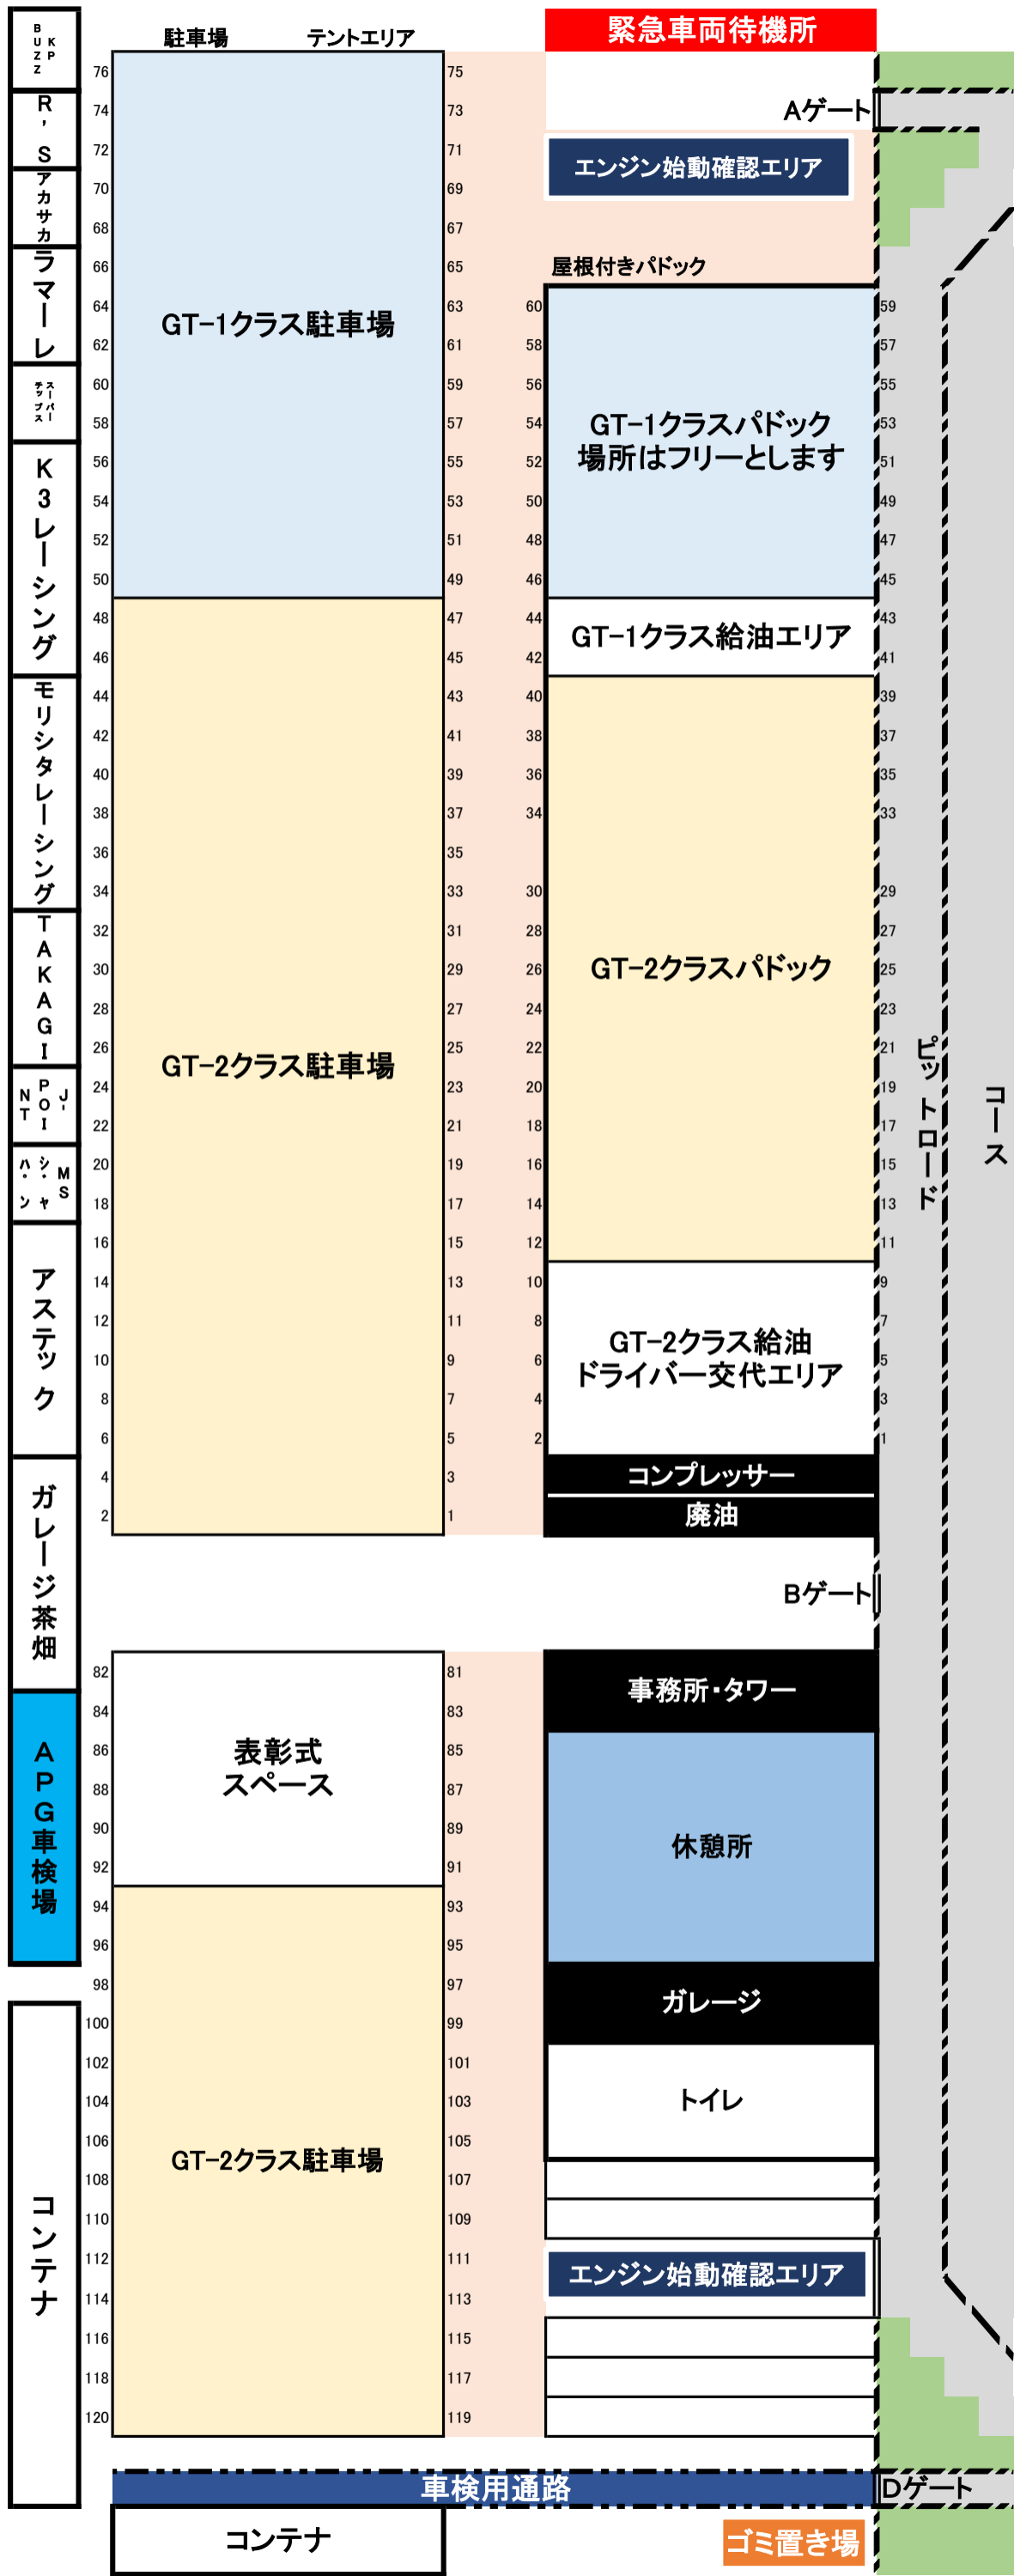 緊急車両待機所
駐車場 テントエリア
KP
BUZZ
R'S
アカサカ
ラマーレ
スーパー
チップス
K3レーシング
モリシタレーシング
TAKAGI
J-
POI
NT
MS
シャ
ハン
アステック
ガレージ茶畑
APG車検場
コンテナ
76 75
74 73
72 71
70 69
68 67
66 65
64 63
62 61
60 59
58 57
56 55
54 53
52 51
50 49
48 47
46 45
44 43
42 41
40 39
38 37
36 35
34 33
32 31
30 29
28 27
26 25
24 23
22 21
20 19
18 17
16 15
14 13
12 11
10 9
8 7
6 5
4 3
2 1
GT-1クラス駐車場
GT-2クラス駐車場
Aゲート
エンジン始動確認エリア
屋根付きパドック
60 59
58 57
56 55
54 53
52 51
50 49
48 47
46 45
44 43
42 41
40 39
38 37
36 35
34 33
30 29
28 27
26 25
24 23
22 21
20 19
18 17
16 15
14 13
12 11
10 9
8 7
6 5
4 3
2 1
GT-1クラスパドック
場所はフリーとします
GT-1クラス給油エリア
GT-2クラスパドック
GT-2クラス給油
ドライバー交代エリア
コンプレッサー
廃油
ピットロード
コース
Bゲート
82 81
84 83
86 85
88 87
90 89
92 91
94 93
96 95
98 97
100 99
102 101
104 103
106 105
108 107
110 109
112 111
114 113
116 115
118 117
120 119
表彰式
スペース
GT-2クラス駐車場
事務所・タワー
休憩所
ガレージ
トイレ
エンジン始動確認エリア
車検用通路
Dゲート
コンテナ
ゴミ置き場